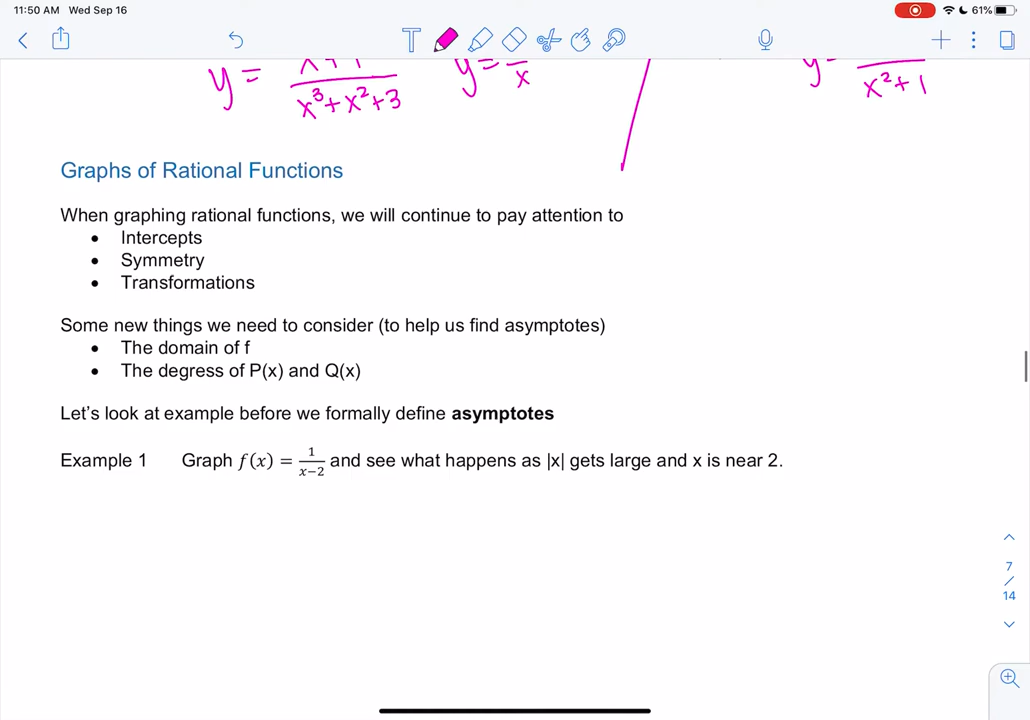 11:50 AM Wed Sep 16
61%
T
y = x+1 / x³+x²+3 y = / x y = / x²+1
Graphs of Rational Functions
When graphing rational functions, we will continue to pay attention to
• Intercepts
• Symmetry
• Transformations
Some new things we need to consider (to help us find asymptotes)
• The domain of f
• The degress of P(x) and Q(x)
Let's look at example before we formally define asymptotes
Example 1 Graph f(x) = 1/(x−2) and see what happens as |x| gets large and x is near 2.
7
/
14